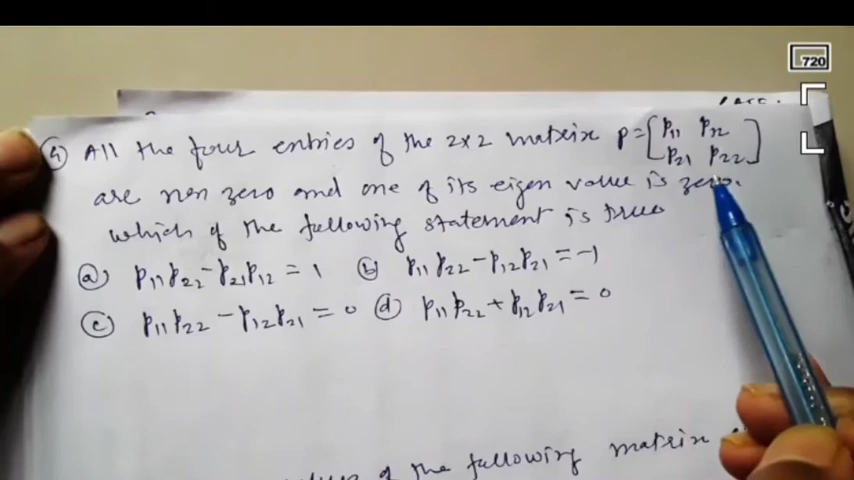 720
4) All the four entries of the 2x2 matrix P = [P11 P12
P21 P22]
are non zero and one of its eigen value is zero.
which of the following statement is true
(a) P11P22 - P21P12 = 1 (b) P11P22 - P12P21 = -1
(c) P11P22 - P12P21 = 0 (d) P11P22 + P12P21 = 0
of the following matrix